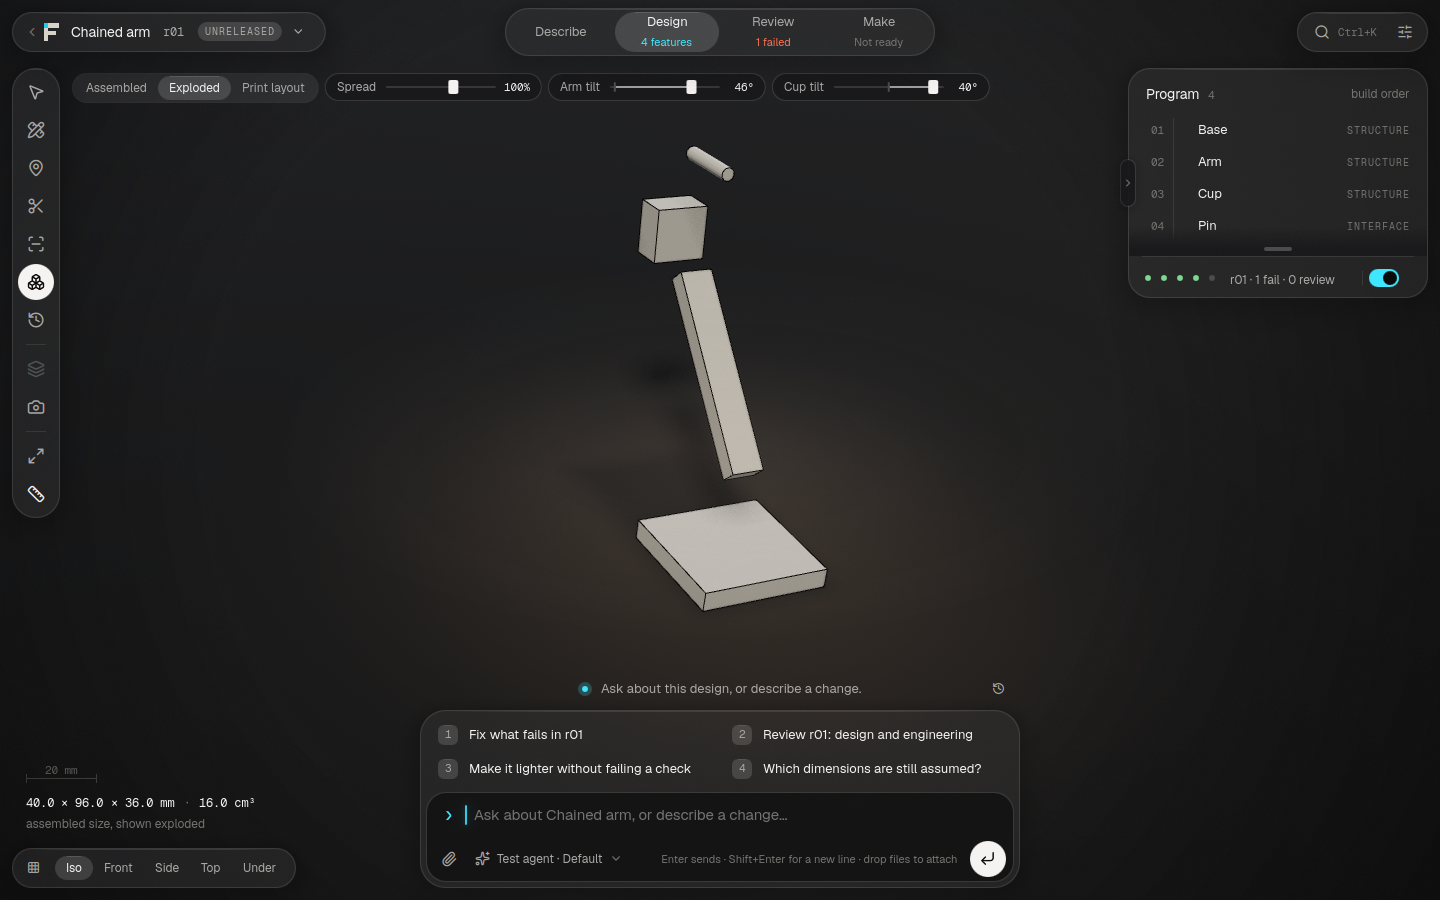 Chained arm r01 UNRELEASED
Describe
Design
4 features
Review
1 failed
Make
Not ready
Ctrl+K
Assembled Exploded Print layout
Spread 100%
Arm tilt 46°
Cup tilt 40°
Program 4 build order
01 Base STRUCTURE
02 Arm STRUCTURE
03 Cup STRUCTURE
04 Pin INTERFACE
r01 · 1 fail · 0 review
Ask about this design, or describe a change.
1 Fix what fails in r01
2 Review r01: design and engineering
3 Make it lighter without failing a check
4 Which dimensions are still assumed?
Ask about Chained arm, or describe a change...
Test agent · Default
Enter sends · Shift+Enter for a new line · drop files to attach
20 mm
40.0 × 96.0 × 36.0 mm · 16.0 cm³
assembled size, shown exploded
Iso Front Side Top Under